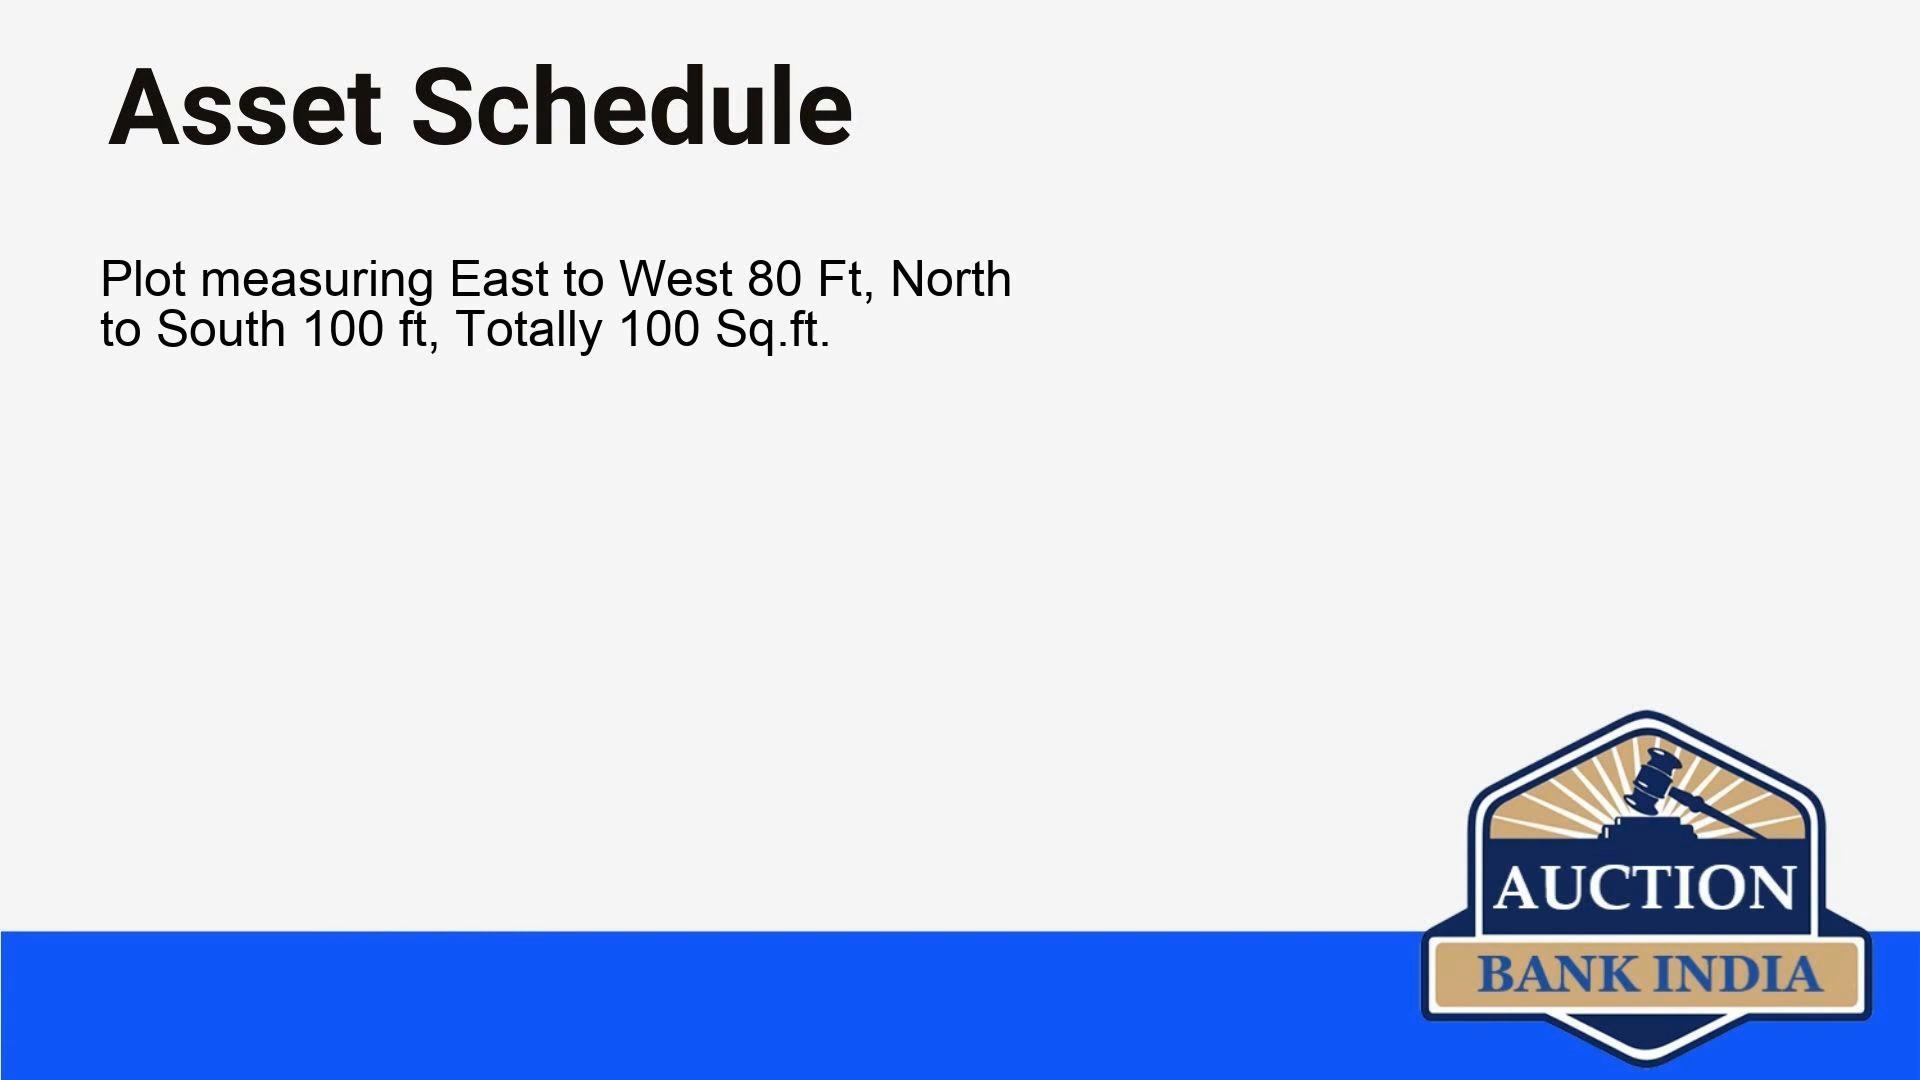 Asset Schedule
Plot measuring East to West 80 Ft, North
to South 100 ft, Totally 100 Sq.ft.
AUCTION
BANK INDIA